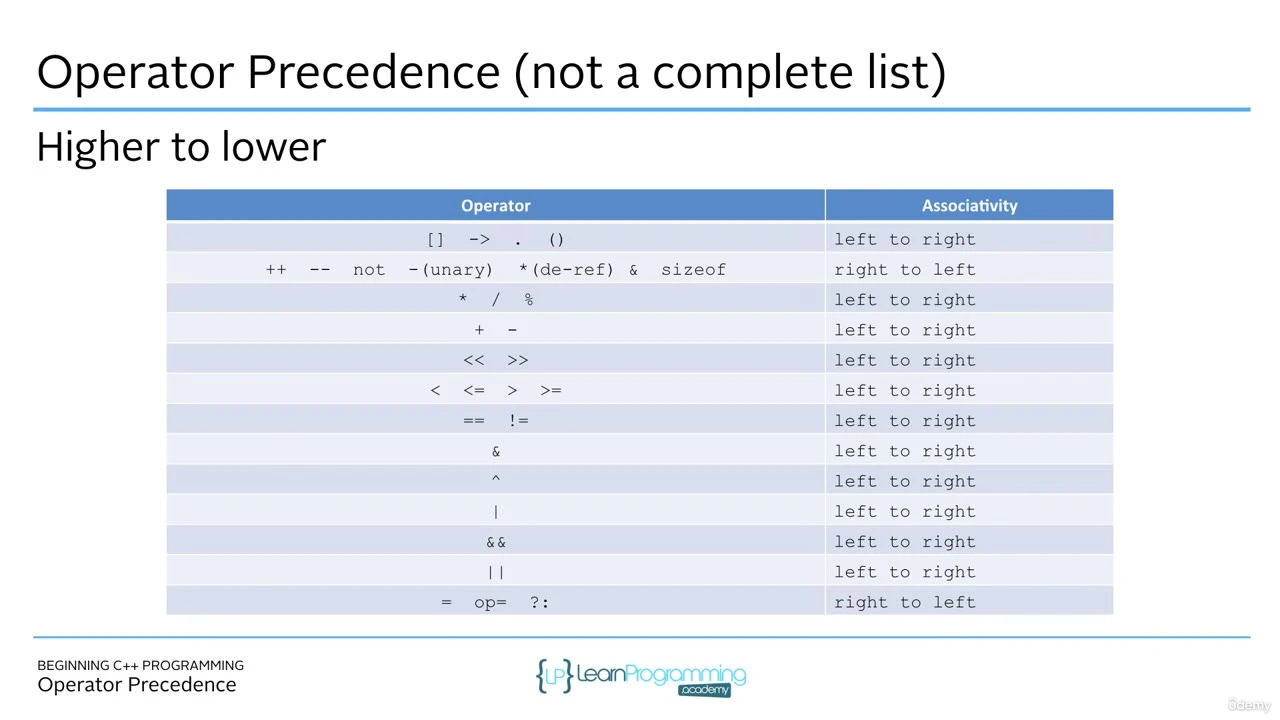 Operator Precedence (not a complete list)
Higher to lower
Operator Associativity
[] -> . () left to right
++ -- not -(unary) *(de-ref) & sizeof right to left
* / % left to right
+ - left to right
<< >> left to right
< <= > >= left to right
== != left to right
& left to right
^ left to right
| left to right
&& left to right
|| left to right
= op= ?: right to left
BEGINNING C++ PROGRAMMING
Operator Precedence
{LP} LearnProgramming
.academy
ûdemy